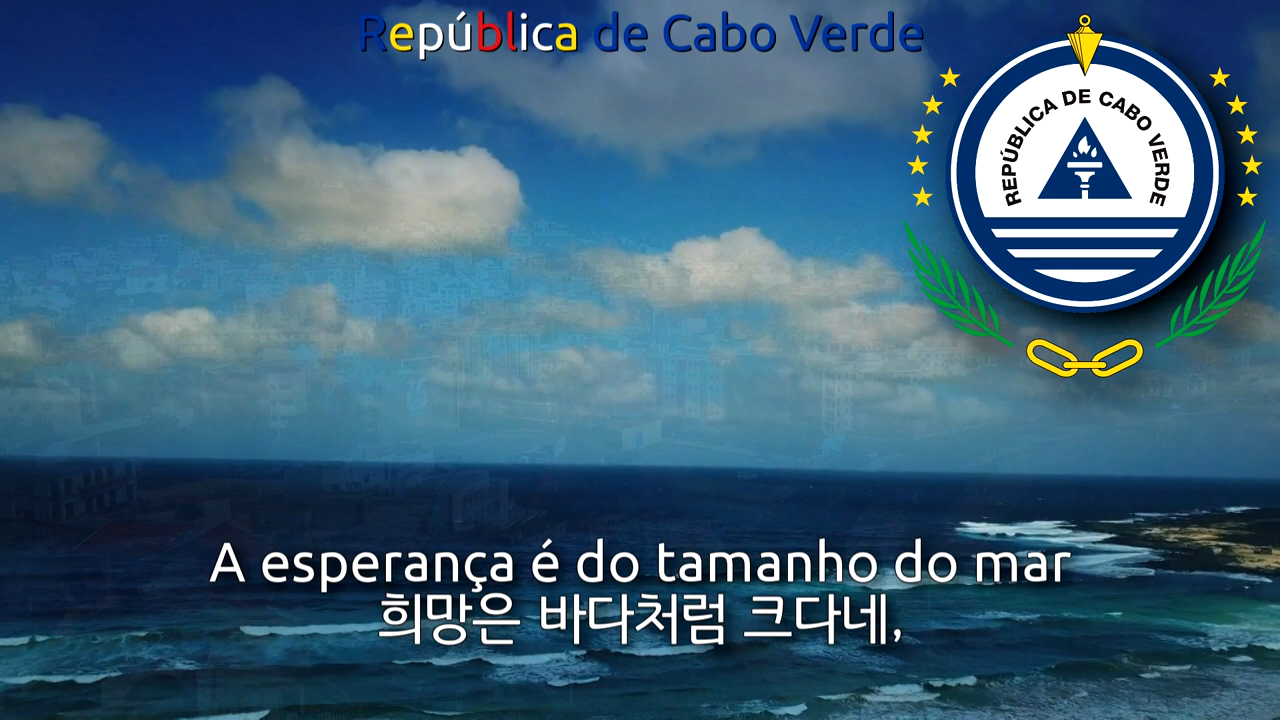 República de Cabo Verde
REPÚBLICA DE CABO VERDE
A esperança é do tamanho do mar
희망은 바다처럼 크다네,